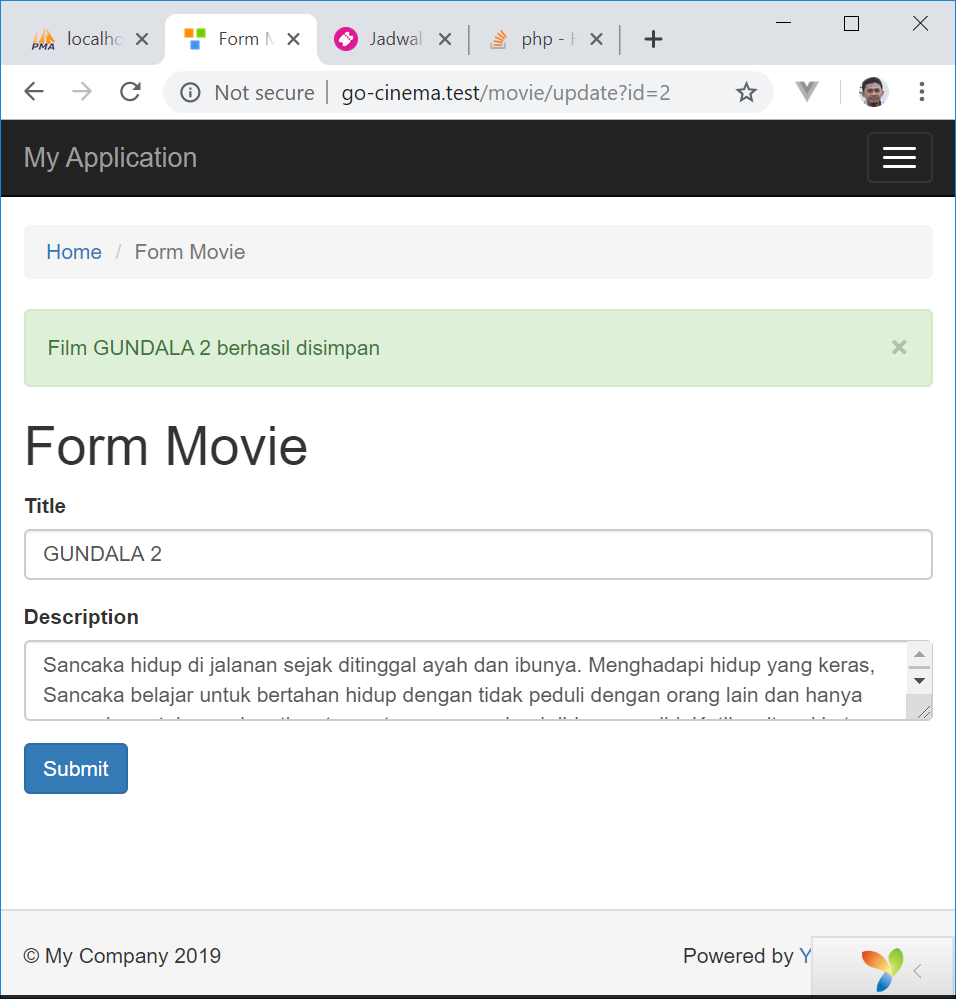 PMA localho
Form M
Jadwal
php - H
Not secure
go-cinema.test/movie/update?id=2
My Application
Home / Form Movie
Film GUNDALA 2 berhasil disimpan
Form Movie
Title
GUNDALA 2
Description
Sancaka hidup di jalanan sejak ditinggal ayah dan ibunya. Menghadapi hidup yang keras,
Sancaka belajar untuk bertahan hidup dengan tidak peduli dengan orang lain dan hanya
Submit
© My Company 2019
Powered by Y